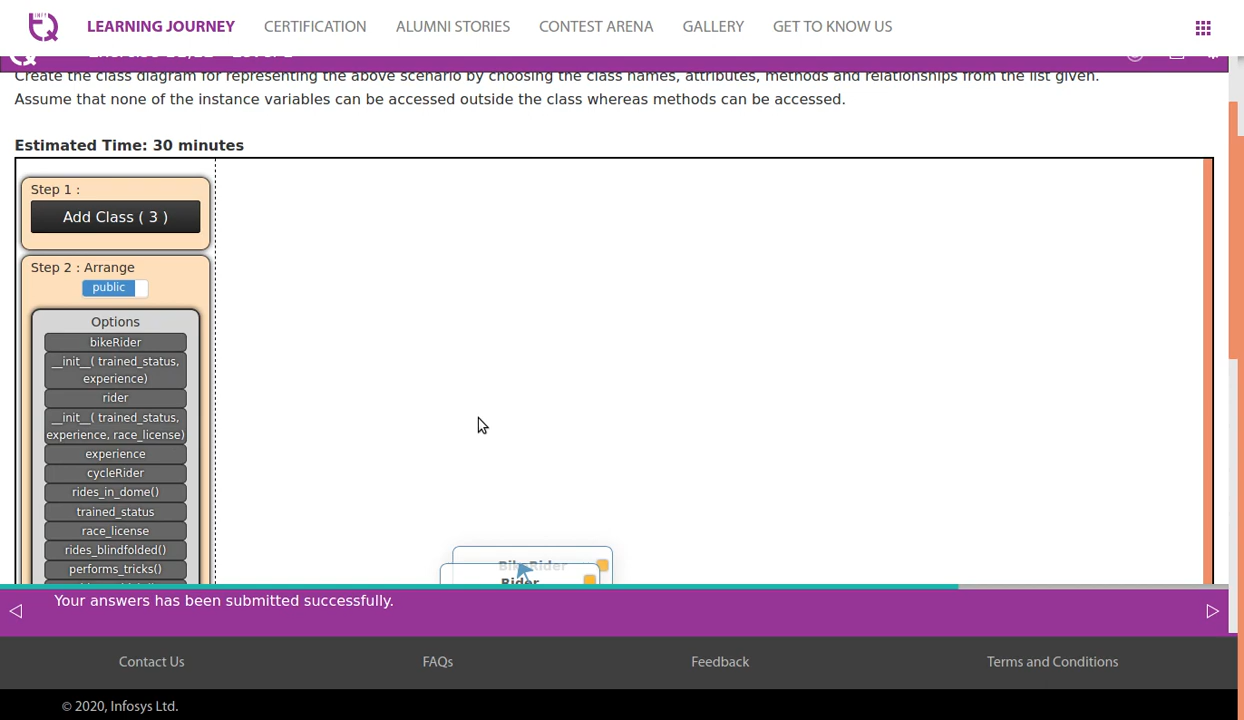 LEARNING JOURNEY CERTIFICATION ALUMNI STORIES CONTEST ARENA GALLERY GET TO KNOW US
Create the class diagram for representing the above scenario by choosing the class names, attributes, methods and relationships from the list given.
Assume that none of the instance variables can be accessed outside the class whereas methods can be accessed.
Estimated Time: 30 minutes
Step 1 :
Add Class ( 3 )
Step 2 : Arrange
public
Options
bikeRider
__init__( trained_status,
experience)
rider
__init__( trained_status,
experience, race_license)
experience
cycleRider
rides_in_dome()
trained_status
race_license
rides_blindfolded()
performs_tricks()
BikeRider
Rider
Your answers has been submitted successfully.
Contact Us FAQs Feedback Terms and Conditions
© 2020, Infosys Ltd.